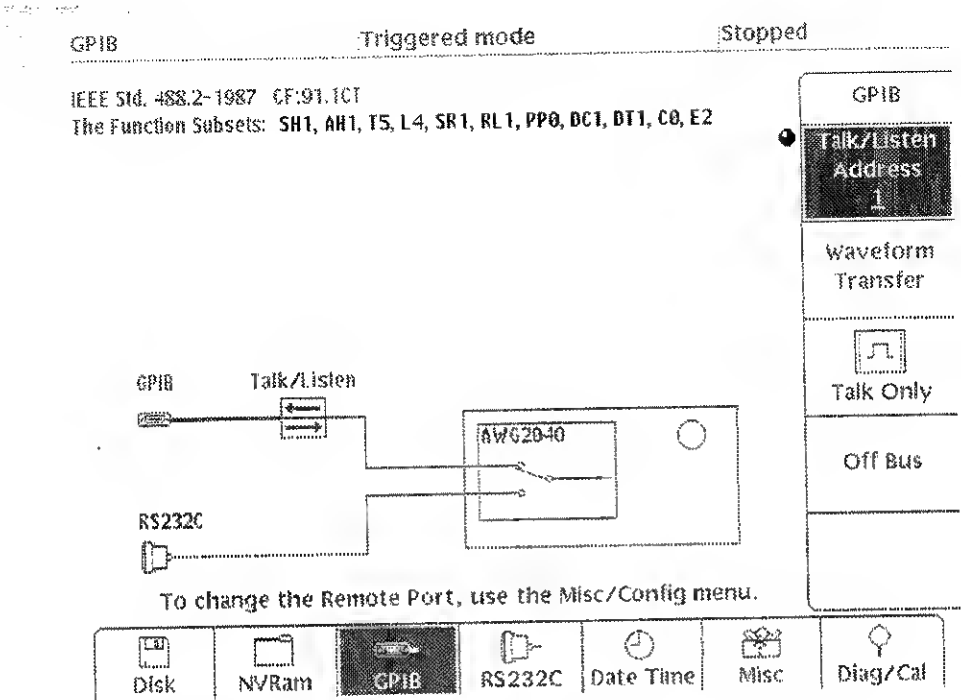 GPIB Triggered mode Stopped
IEEE Std. 488.2-1987 CF:91.1CT
The Function Subsets: SH1, AH1, T5, L4, SR1, RL1, PP0, DC1, DT1, C0, E2
GPIB
Talk/Listen
Address
1
Waveform
Transfer
Talk Only
Off Bus
GPIB Talk/Listen
AWG2040
RS232C
To change the Remote Port, use the Misc/Config menu.
Disk NVRam GPIB RS232C Date Time Misc Diag/Cal